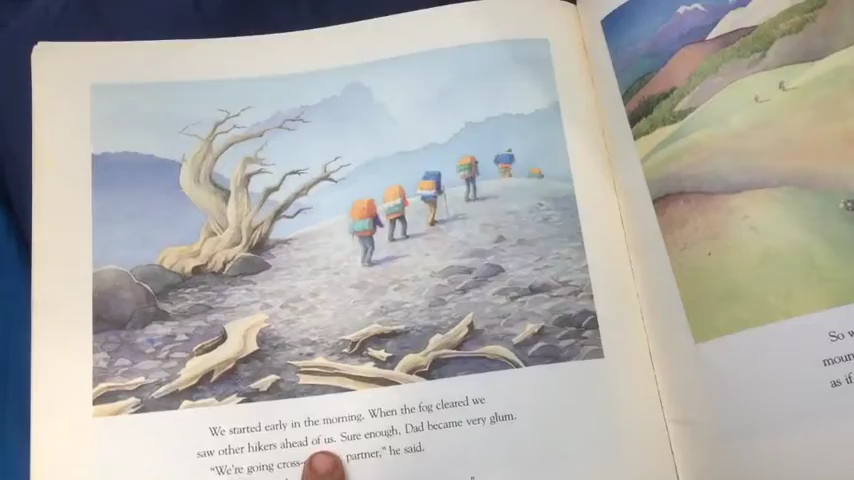 We started early in the morning. When the fog cleared we
saw other hikers ahead of us. Sure enough, Dad became very glum.
"We're going cross- partner," he said.
So
moun
as if